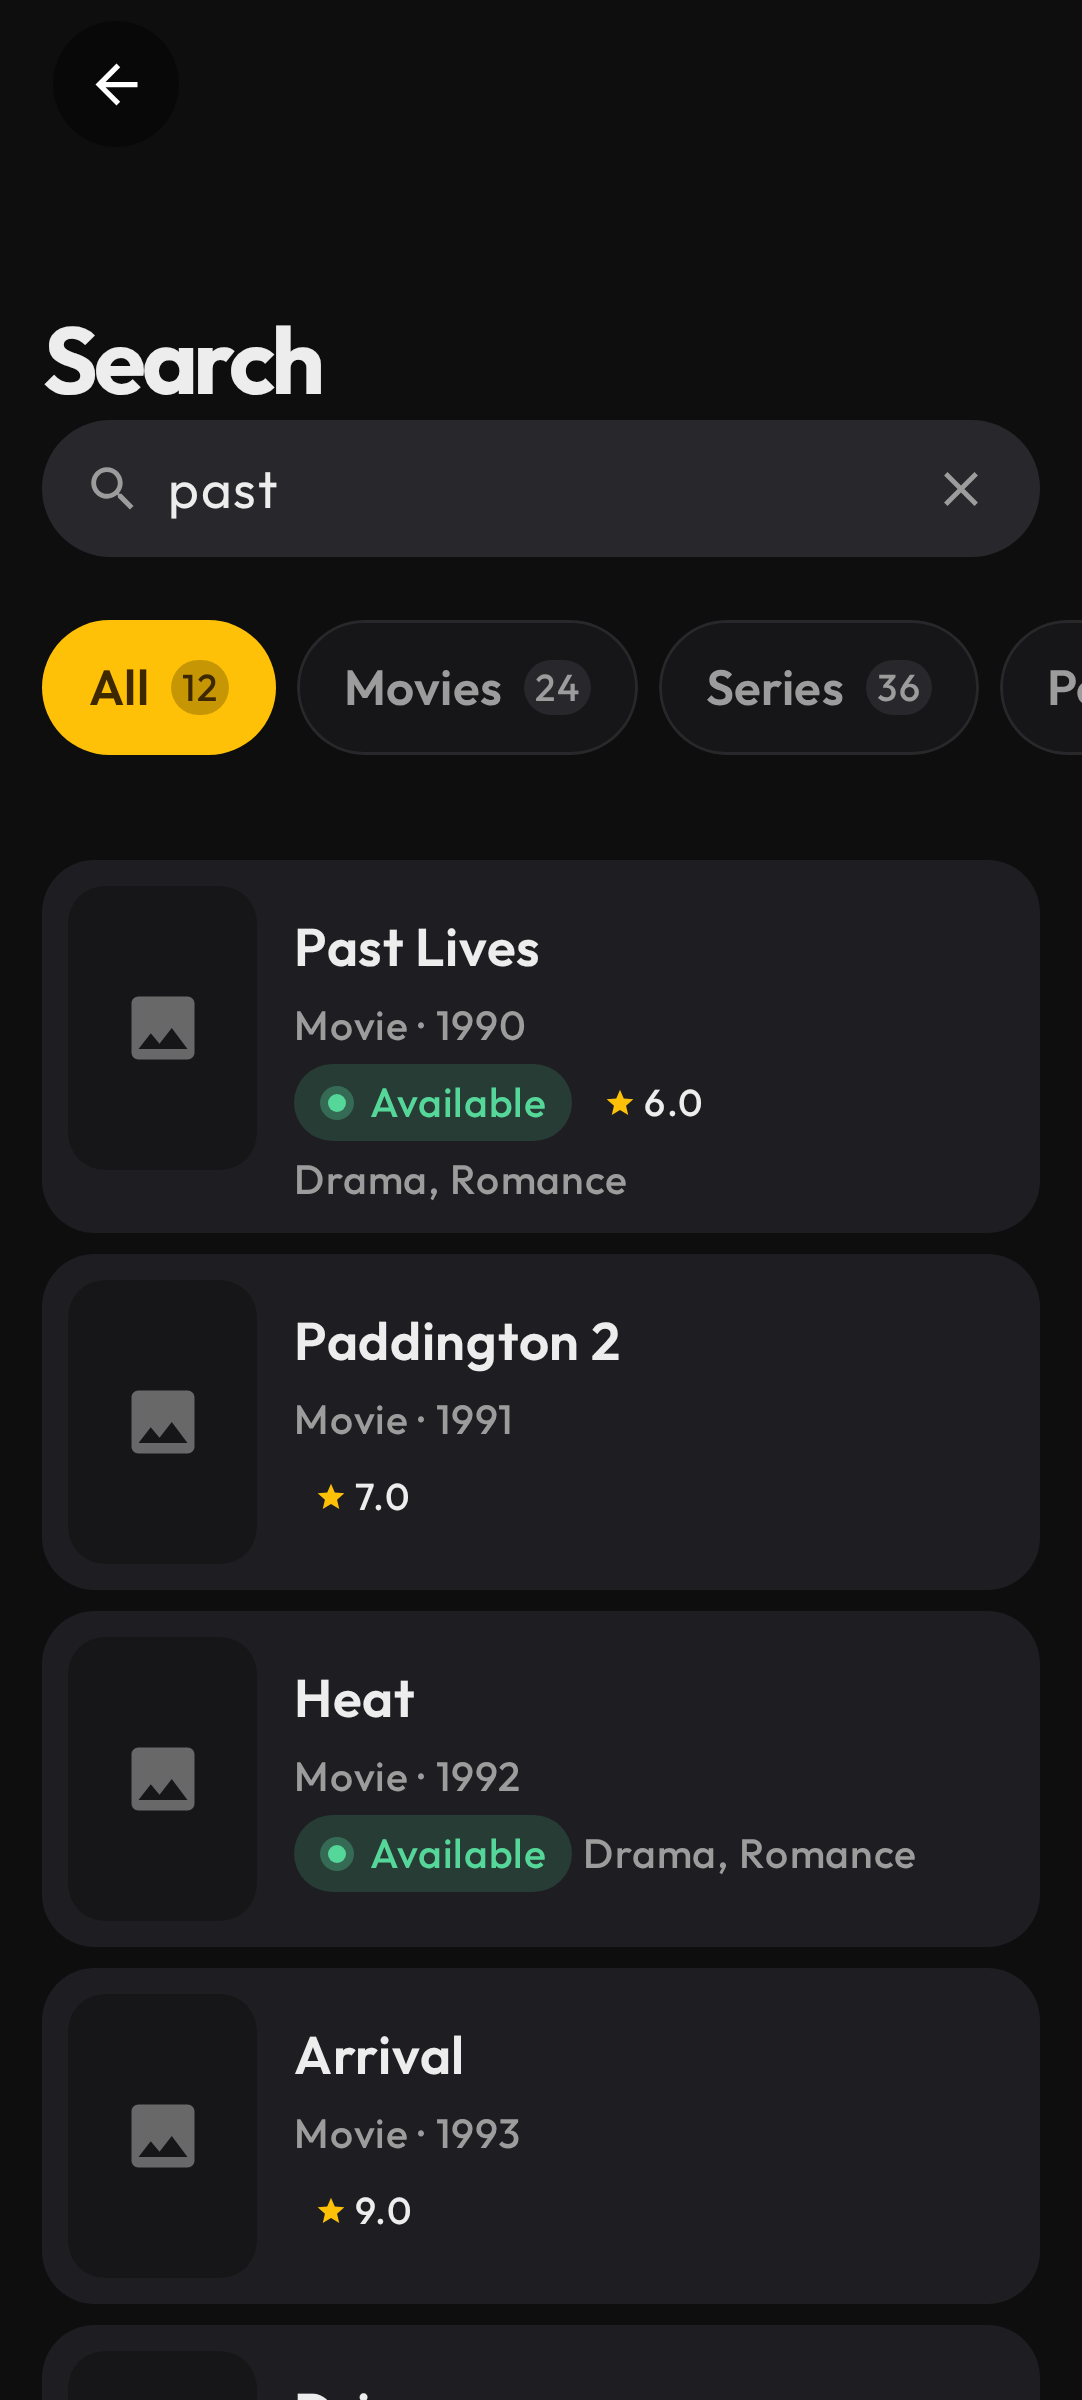 Search
past
All 12 Movies 24 Series 36
Past Lives
Movie · 1990
Available ★ 6.0
Drama, Romance
Paddington 2
Movie · 1991
★ 7.0
Heat
Movie · 1992
Available Drama, Romance
Arrival
Movie · 1993
★ 9.0